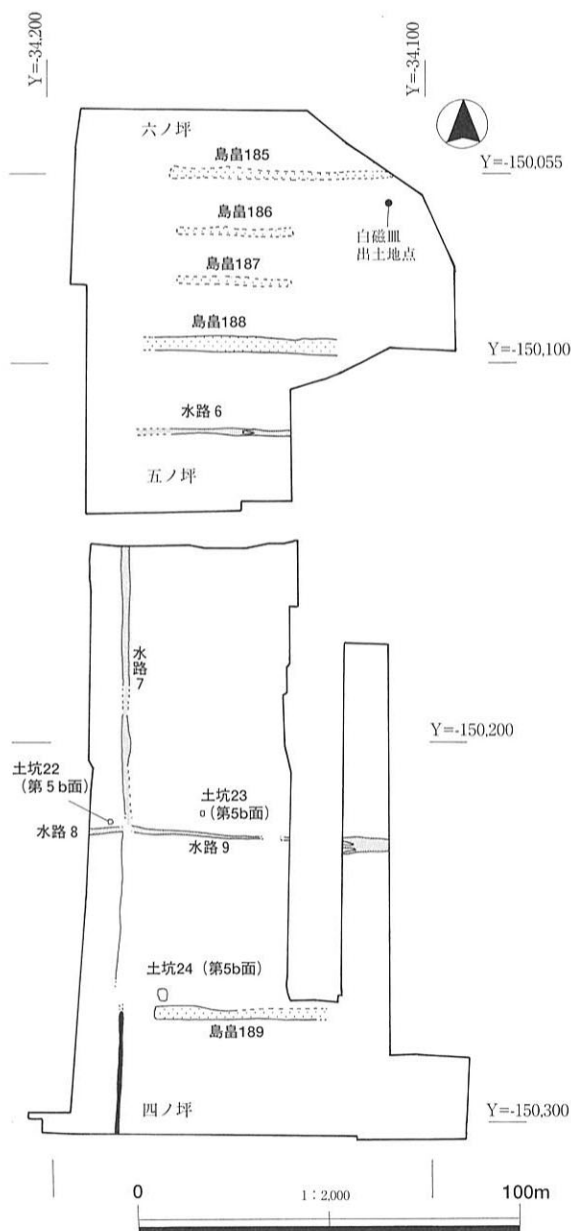 Y=-34,200
Y=-34,100
六ノ坪
島畠185
Y=-150,055
島畠186
白磁皿
出土地点
島畠187
島畠188
Y=-150,100
水路6
五ノ坪
水路7
Y=-150,200
土坑22
(第5b面)
土坑23
(第5b面)
水路8
水路9
土坑24 (第5b面)
島畠189
四ノ坪
Y=-150,300
0
1:2,000
100m